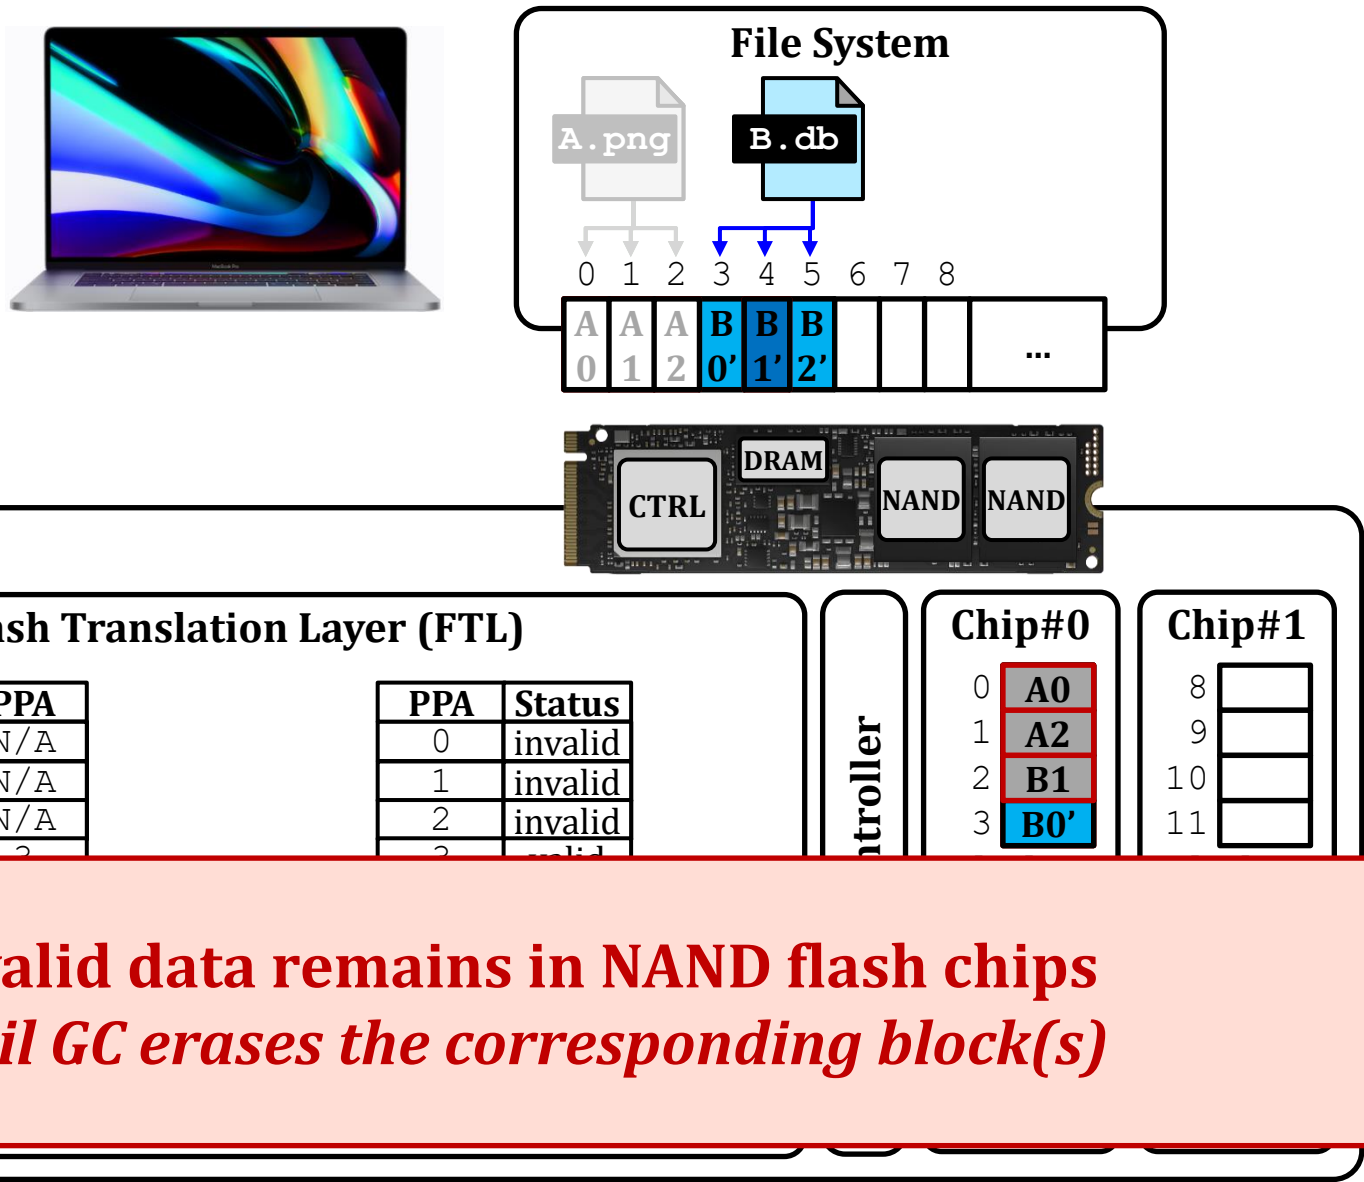 File System
A.png
B.db
0 1 2 3 4 5 6 7 8
A A A B B B
0 1 2 0' 1' 2' ...
CTRL
DRAM
NAND
NAND
Translation Layer (FTL)
N/A
N/A
N/A
PPA Status
0 invalid
1 invalid
2 invalid
3 valid
Chip#0
0 A0
1 A2
2 B1
3 B0'
Chip#1
8
9
10
11
data remains in NAND flash chips
GC erases the corresponding block(s)